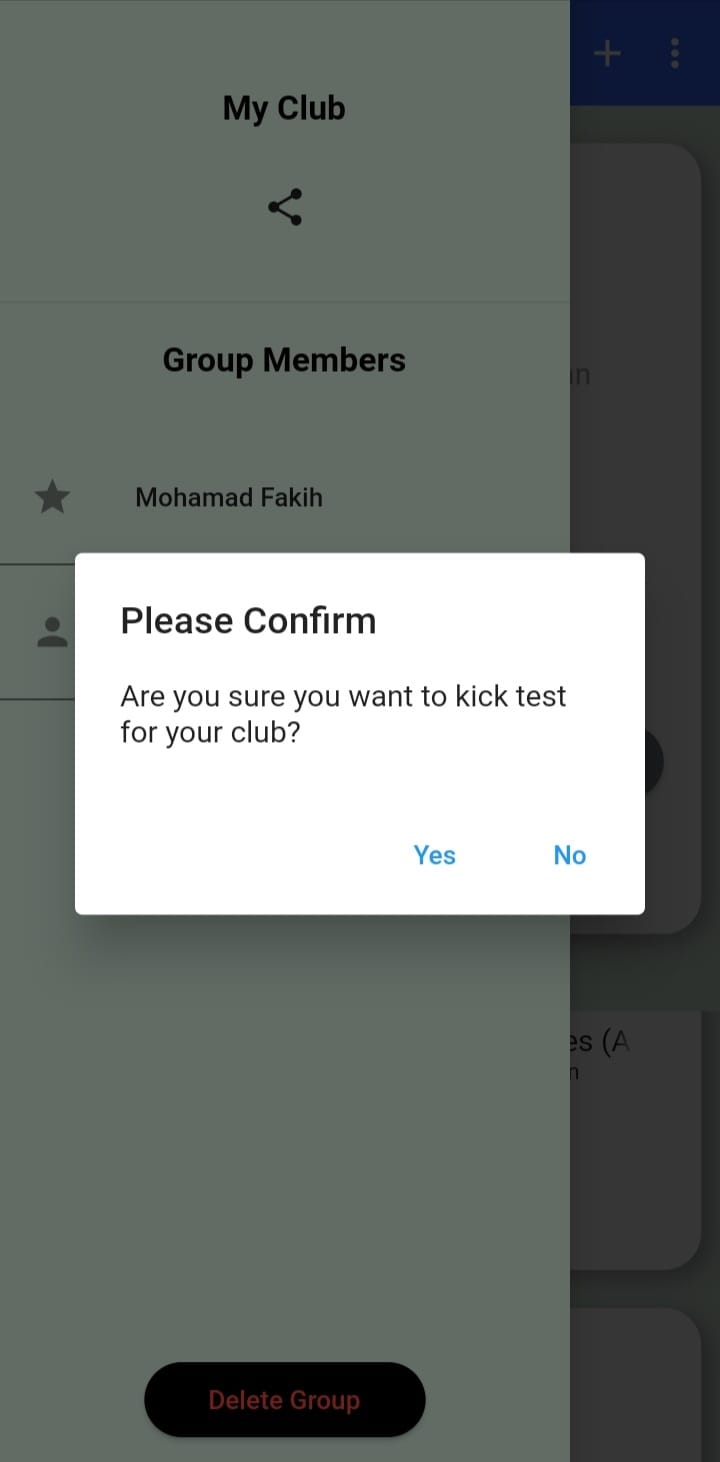 My Club
Group Members
Mohamad Fakih
Please Confirm
Are you sure you want to kick test
for your club?
Yes
No
es (A
Delete Group